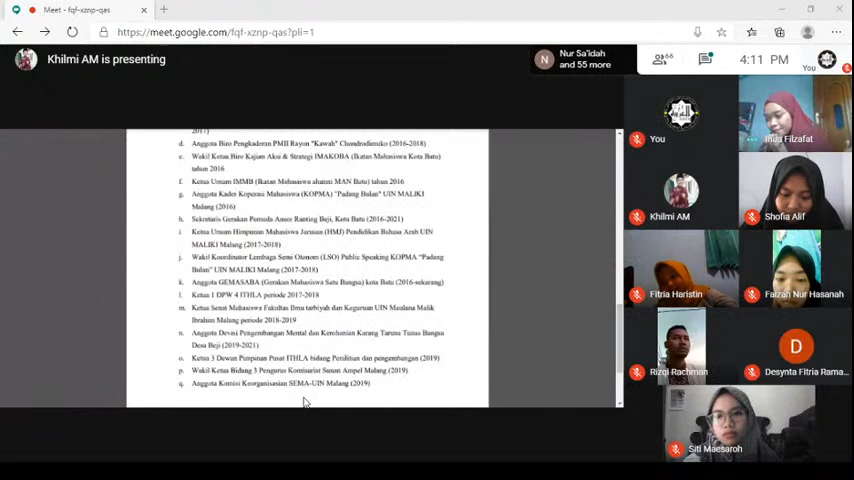 Meet - fqf-xznp-qas
https://meet.google.com/fqf-xznp-qas?pli=1
Khilmi AM is presenting
N
Nur Sa'idah
and 55 more
66
4:11 PM
You
2017)
d. Anggota Biro Pengkaderan PMII Rayon "Kawah" Chondrodimuko (2016-2018)
e. Wakil Ketua Biro Kajian Aksi & Strategi IMAKOBA (Ikatan Mahasiswa Kota Batu)
tahun 2016
f. Ketua Umum IMMB (Ikatan Mahasiswa alumni MAN Batu) tahun 2016
g. Anggota Kader Koperasi Mahasiswa (KOPMA) "Padang Bulan" UIN MALIKI
Malang (2016)
h. Sekretaris Gerakan Pemuda Ansor Ranting Beji, Kota Batu (2016-2021)
i. Ketua Umum Himpunan Mahasiswa Jurusan (HMJ) Pendidikan Bahasa Arab UIN
MALIKI Malang (2017-2018)
j. Wakil Koordinator Lembaga Semi Otonom (LSO) Public Speaking KOPMA "Padang
Bulan" UIN MALIKI Malang (2017-2018)
k. Anggota GEMASABA (Gerakan Mahasiswa Satu Bangsa) kota Batu (2016-sekarang)
l. Ketua 1 DPW 4 ITHLA periode 2017-2018
m. Ketua Senat Mahasiswa Fakultas Ilmu tarbiyah dan Keguruan UIN Maulana Malik
Ibrahim Malang periode 2018-2019
n. Anggota Devisi Pengembangan Mental dan Kerohanian Karang Taruna Tunas Bangsa
Desa Beji (2019-2021)
o. Ketua 3 Dewan Pimpinan Pusat ITHLA bidang Penilitian dan pengembangan (2019)
p. Wakil Ketua Bidang 3 Pengurus Komisariat Sunan Ampel Malang (2019)
q. Anggota Komisi Keorganisasian SEMA-UIN Malang (2019)
You
Indu Filzafat
Khilmi AM
Shofia Alif
Fitria Haristin
Faizah Nur Hasanah
Rizqi Rachman
D
Desynta Fitria Rama...
Siti Maesaroh